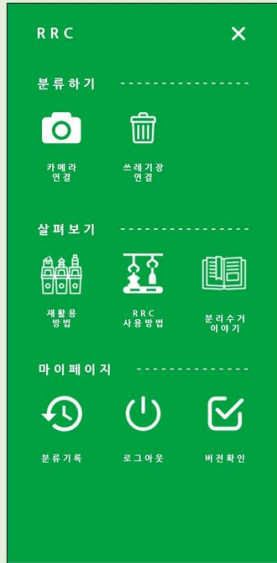 RRC
분류하기
카메라
연결
쓰레기장
연결
살펴보기
재활용
방법
RRC
사용방법
분리수거
이야기
마이페이지
분류기록
로그아웃
버전확인